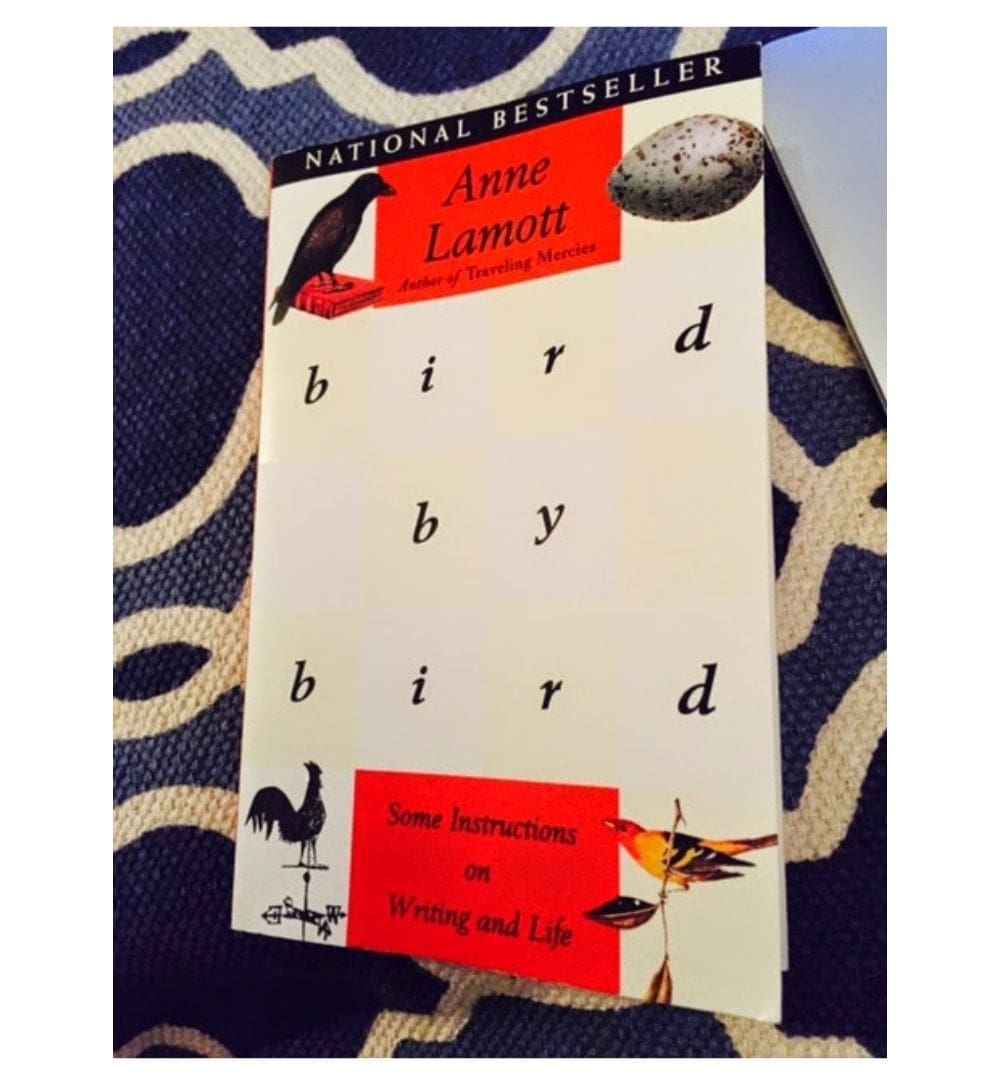 NATIONAL BESTSELLER
Anne
Lamott
Author of Traveling Mercies
b i r d
b y
b i r d
Some Instructions
on
Writing and Life